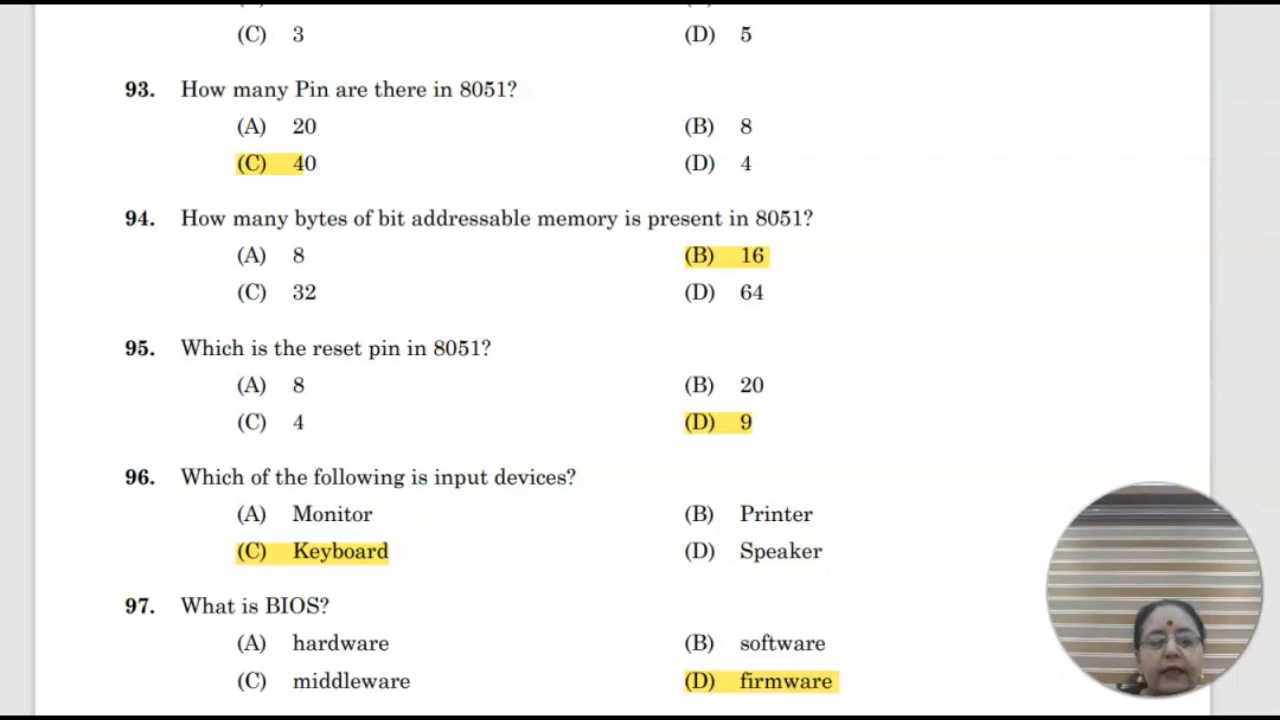 (C) 3 (D) 5
93. How many Pin are there in 8051?
(A) 20 (B) 8
(C) 40 (D) 4
94. How many bytes of bit addressable memory is present in 8051?
(A) 8 (B) 16
(C) 32 (D) 64
95. Which is the reset pin in 8051?
(A) 8 (B) 20
(C) 4 (D) 9
96. Which of the following is input devices?
(A) Monitor (B) Printer
(C) Keyboard (D) Speaker
97. What is BIOS?
(A) hardware (B) software
(C) middleware (D) firmware